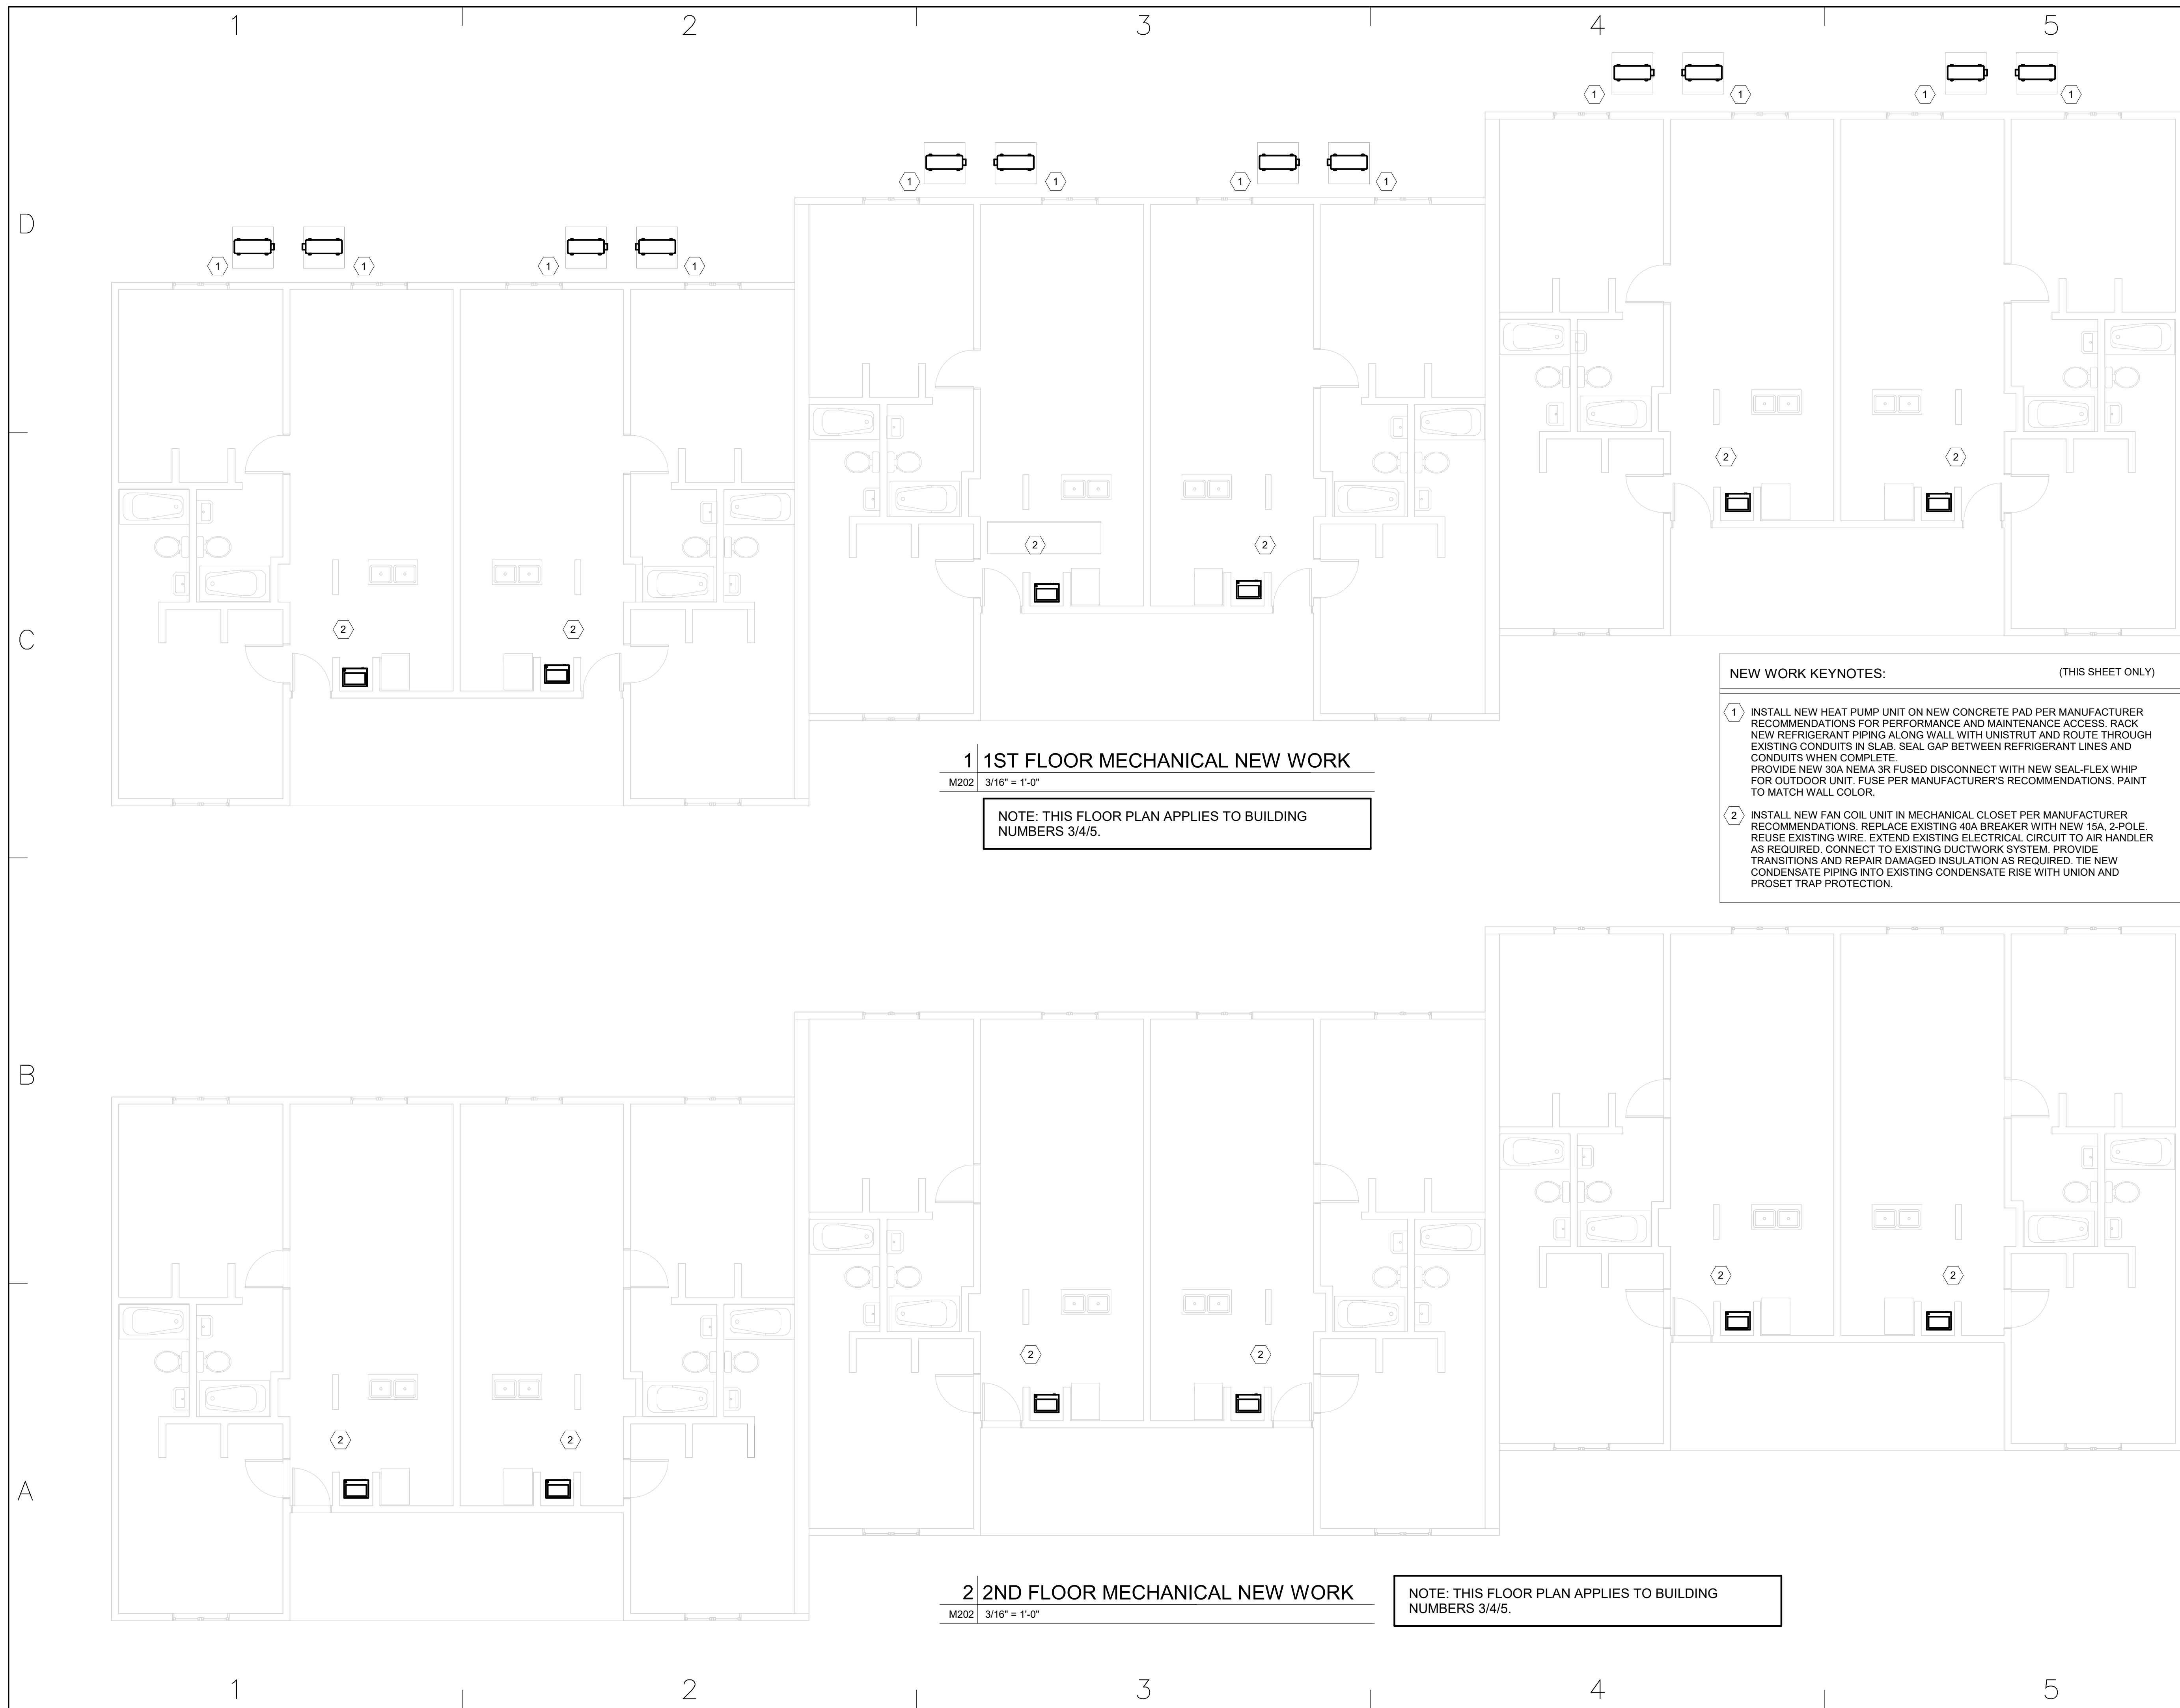 1 2 3 4 5
1 1 1 1
1 1 1 1
D
1 1 1 1
2 2
2 2
C
2 2
NEW WORK KEYNOTES: (THIS SHEET ONLY)
1 INSTALL NEW HEAT PUMP UNIT ON NEW CONCRETE PAD PER MANUFACTURER
RECOMMENDATIONS FOR PERFORMANCE AND MAINTENANCE ACCESS. RACK
NEW REFRIGERANT PIPING ALONG WALL WITH UNISTRUT AND ROUTE THROUGH
EXISTING CONDUITS IN SLAB. SEAL GAP BETWEEN REFRIGERANT LINES AND
CONDUITS WHEN COMPLETE.
PROVIDE NEW 30A NEMA 3R FUSED DISCONNECT WITH NEW SEAL-FLEX WHIP
FOR OUTDOOR UNIT. FUSE PER MANUFACTURER'S RECOMMENDATIONS. PAINT
TO MATCH WALL COLOR.
2 INSTALL NEW FAN COIL UNIT IN MECHANICAL CLOSET PER MANUFACTURER
RECOMMENDATIONS. REPLACE EXISTING 40A BREAKER WITH NEW 15A, 2-POLE.
REUSE EXISTING WIRE. EXTEND EXISTING ELECTRICAL CIRCUIT TO AIR HANDLER
AS REQUIRED. CONNECT TO EXISTING DUCTWORK SYSTEM. PROVIDE
TRANSITIONS AND REPAIR DAMAGED INSULATION AS REQUIRED. TIE NEW
CONDENSATE PIPING INTO EXISTING CONDENSATE RISE WITH UNION AND
PROSET TRAP PROTECTION.
1 1ST FLOOR MECHANICAL NEW WORK
M202 3/16" = 1'-0"
NOTE: THIS FLOOR PLAN APPLIES TO BUILDING
NUMBERS 3/4/5.
B
2 2
2 2
2 2
A
2 2ND FLOOR MECHANICAL NEW WORK
M202 3/16" = 1'-0"
NOTE: THIS FLOOR PLAN APPLIES TO BUILDING
NUMBERS 3/4/5.
1 2 3 4 5